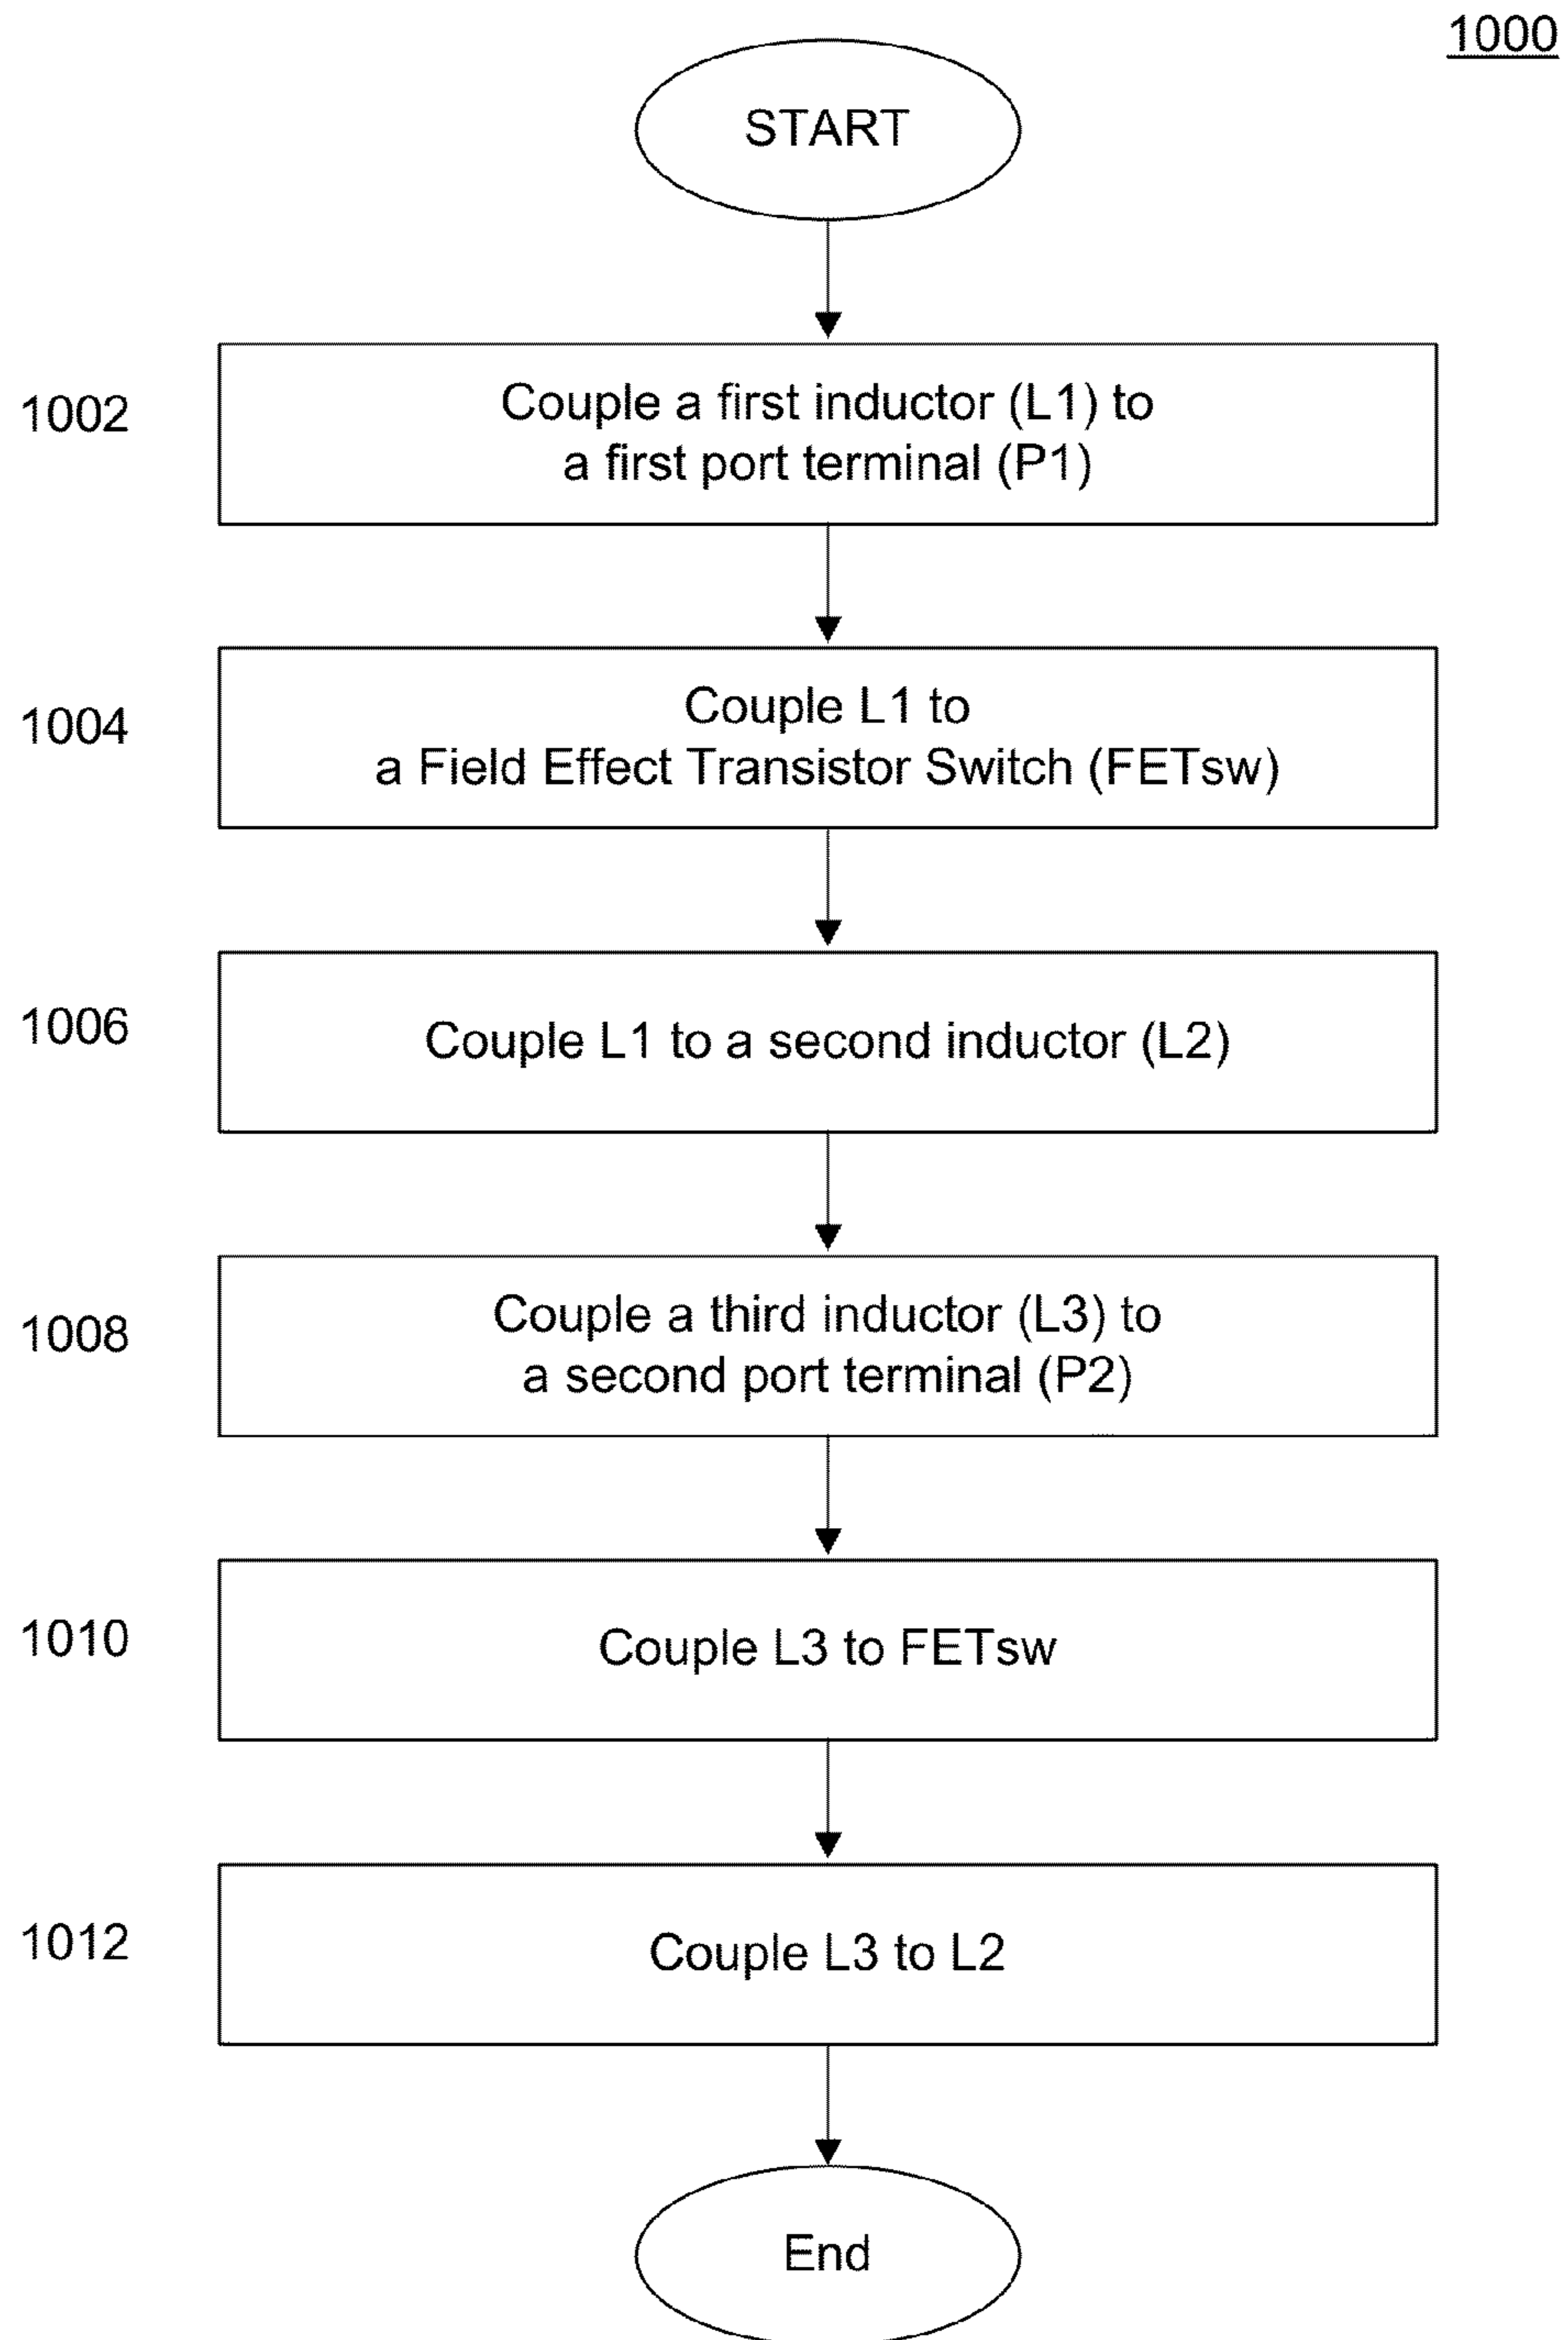 1000
START
1002
Couple a first inductor (L1) to
a first port terminal (P1)
1004
Couple L1 to
a Field Effect Transistor Switch (FETsw)
1006
Couple L1 to a second inductor (L2)
1008
Couple a third inductor (L3) to
a second port terminal (P2)
1010
Couple L3 to FETsw
1012
Couple L3 to L2
End